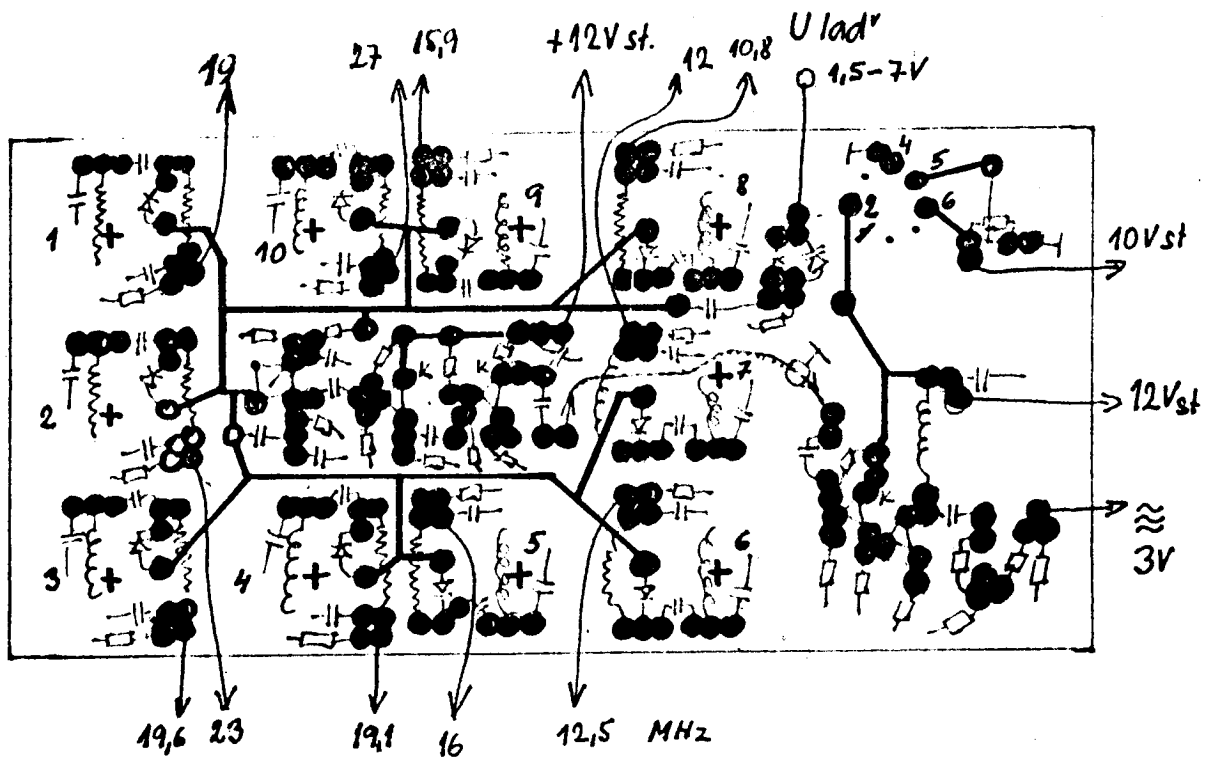 19 27 15,9 +12V st. 12 10,8 U lad
1,5-7V
4
5
6
2
1 10 9 8
10V st
K K
2 7
12V st
K
3 4 5 6
≈
3V
19,6 23 19,1 16 12,5 MHz